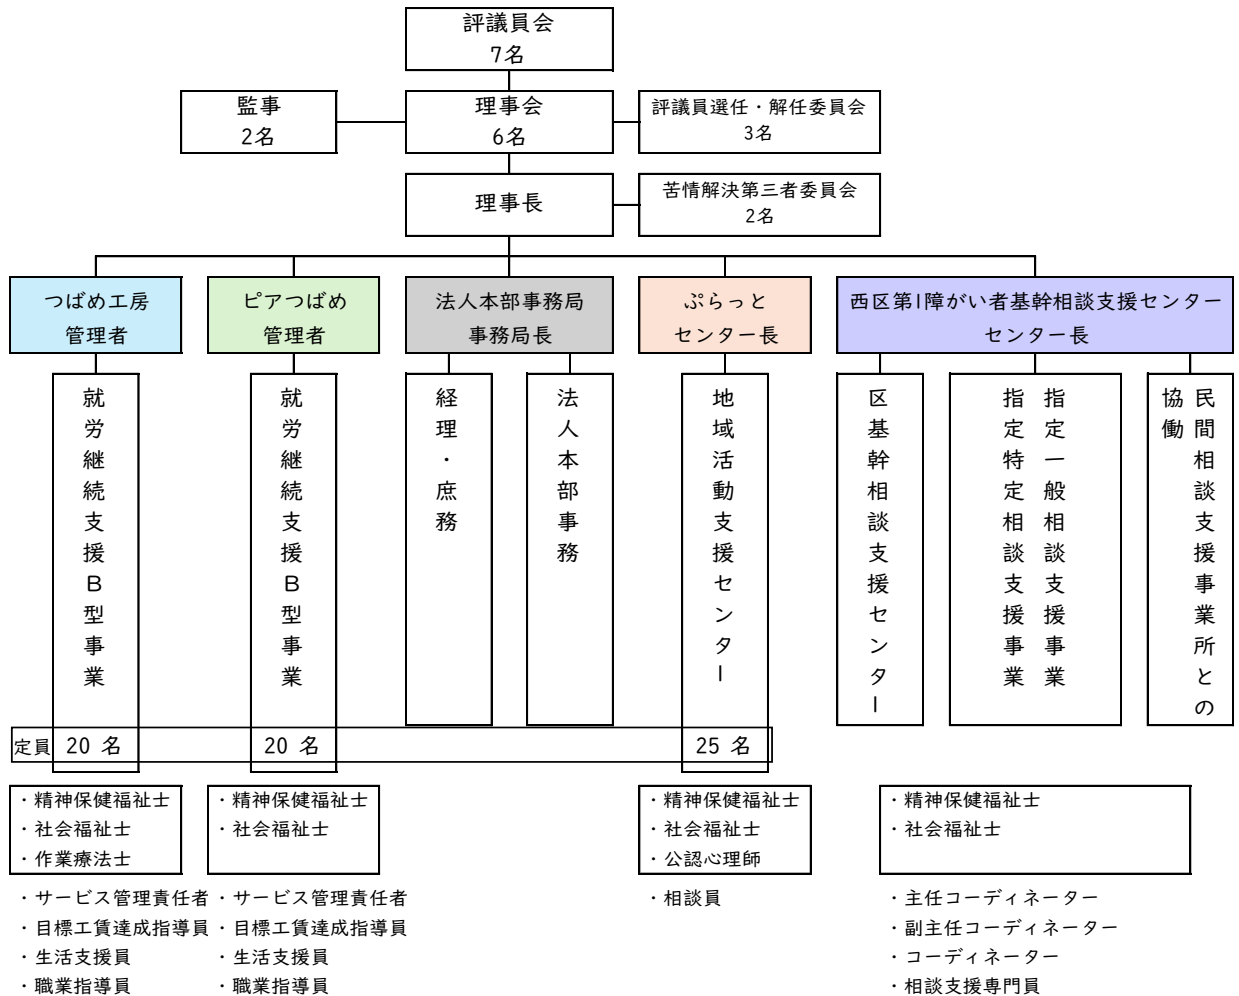 評議員会
7名
監事
2名
理事会
6名
評議員選任・解任委員会
3名
理事長
苦情解決第三者委員会
2名
つばめ工房
管理者
ピアつばめ
管理者
法人本部事務局
事務局長
ぷらっと
センター長
西区第1障がい者基幹相談支援センター
センター長
就労継続支援B型事業
就労継続支援B型事業
経理・庶務
法人本部事務
地域活動支援センター
区基幹相談支援センター
指定一般相談支援事業
指定特定相談支援事業
民間相談支援事業所との
協働
定員
20 名
20 名
25 名
・精神保健福祉士
・社会福祉士
・作業療法士
・サービス管理責任者
・目標工賃達成指導員
・生活支援員
・職業指導員
・精神保健福祉士
・社会福祉士
・サービス管理責任者
・目標工賃達成指導員
・生活支援員
・職業指導員
・精神保健福祉士
・社会福祉士
・公認心理師
・相談員
・精神保健福祉士
・社会福祉士
・主任コーディネーター
・副主任コーディネーター
・コーディネーター
・相談支援専門員